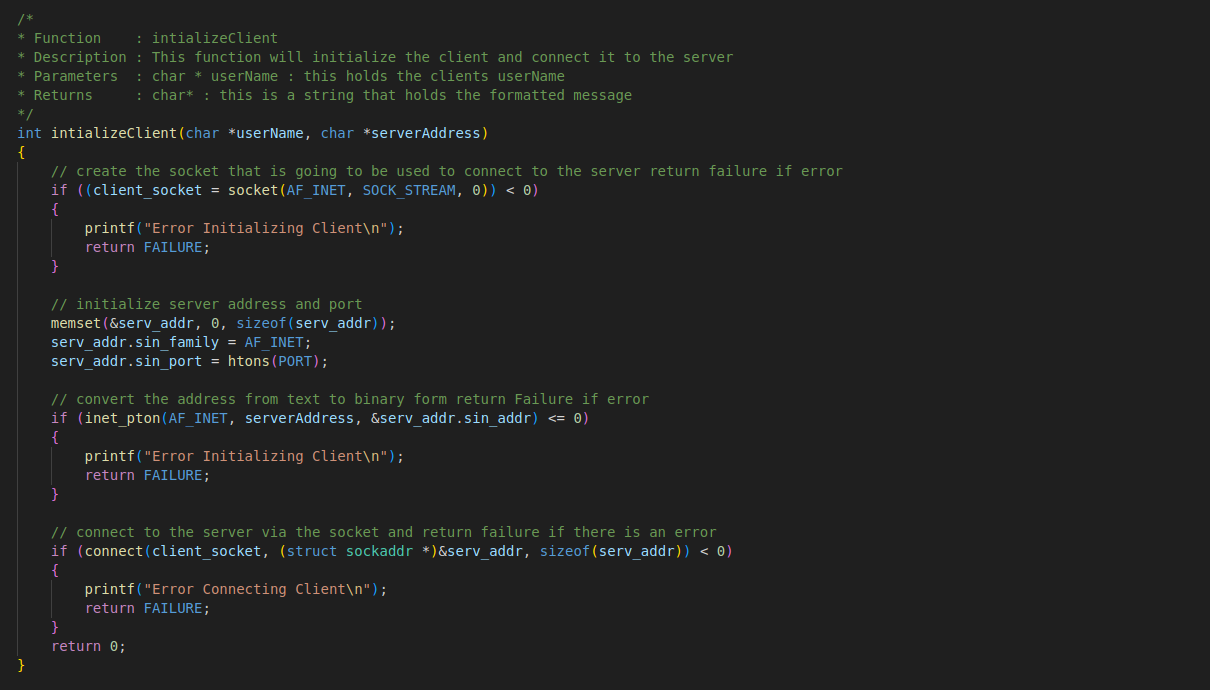 /*
* Function    : intializeClient
* Description : This function will initialize the client and connect it to the server
* Parameters  : char * userName : this holds the clients userName
* Returns     : char* : this is a string that holds the formatted message
*/
int intializeClient(char *userName, char *serverAddress)
{
    // create the socket that is going to be used to connect to the server return failure if error
    if ((client_socket = socket(AF_INET, SOCK_STREAM, 0)) < 0)
    {
        printf("Error Initializing Client\n");
        return FAILURE;
    }

    // initialize server address and port
    memset(&serv_addr, 0, sizeof(serv_addr));
    serv_addr.sin_family = AF_INET;
    serv_addr.sin_port = htons(PORT);

    // convert the address from text to binary form return Failure if error
    if (inet_pton(AF_INET, serverAddress, &serv_addr.sin_addr) <= 0)
    {
        printf("Error Initializing Client\n");
        return FAILURE;
    }

    // connect to the server via the socket and return failure if there is an error
    if (connect(client_socket, (struct sockaddr *)&serv_addr, sizeof(serv_addr)) < 0)
    {
        printf("Error Connecting Client\n");
        return FAILURE;
    }
    return 0;
}